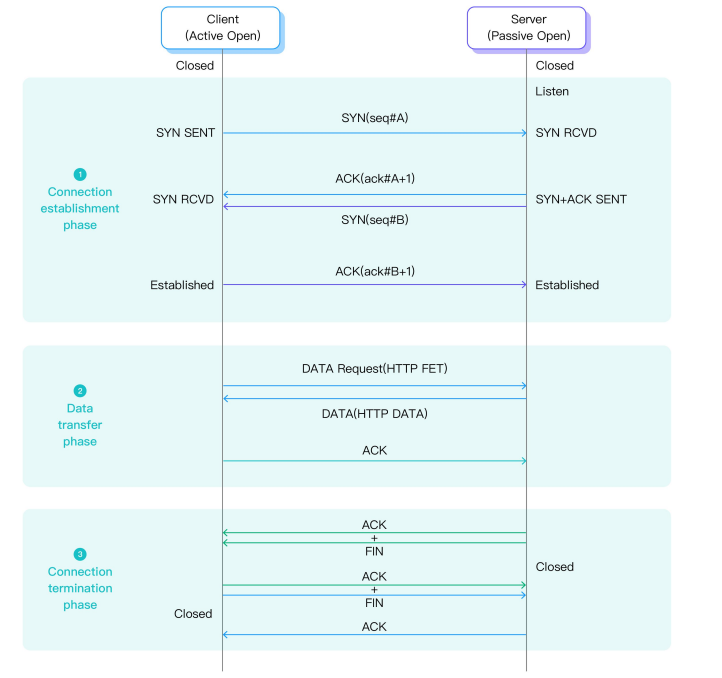 Client
(Active Open)
Server
(Passive Open)
Closed
Closed
Listen
SYN(seq#A)
SYN SENT
SYN RCVD
1
Connection
establishment
phase
ACK(ack#A+1)
SYN RCVD
SYN+ACK SENT
SYN(seq#B)
ACK(ack#B+1)
Established
Established
DATA Request(HTTP FET)
2
Data
transfer
phase
DATA(HTTP DATA)
ACK
ACK
+
FIN
3
Connection
termination
phase
Closed
ACK
+
FIN
Closed
ACK